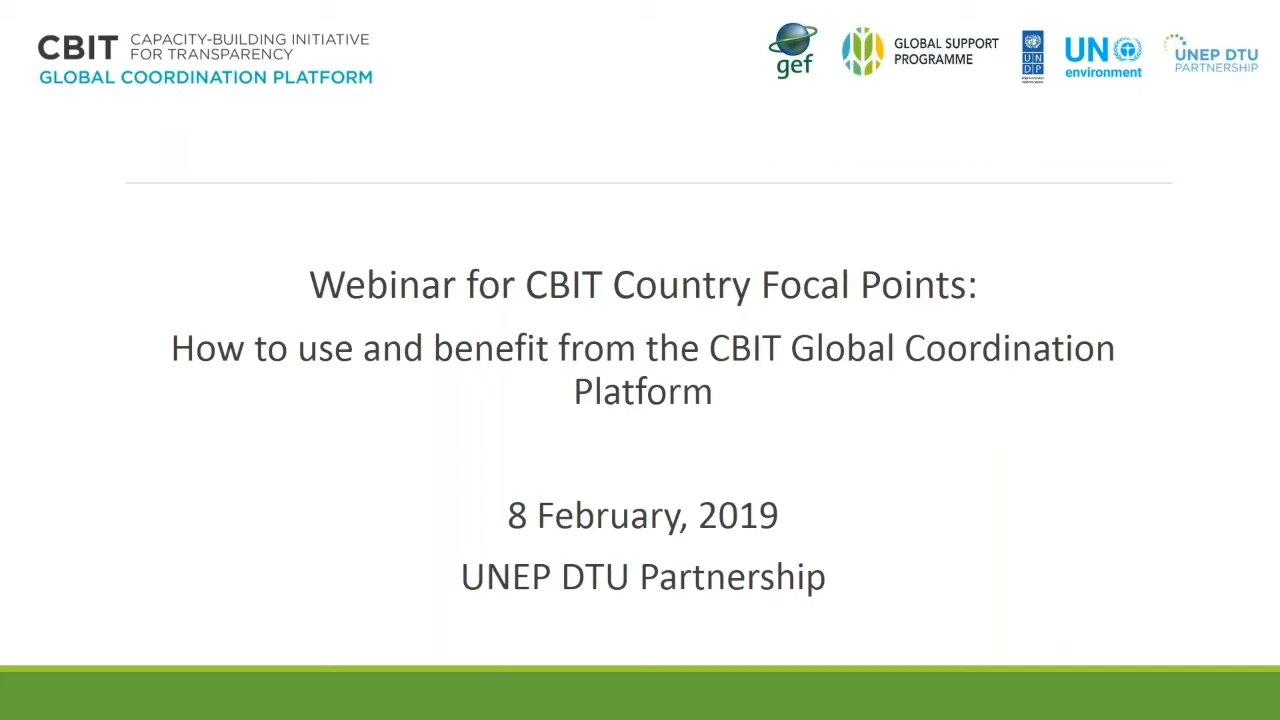 CBIT CAPACITY-BUILDING INITIATIVE
FOR TRANSPARENCY
GLOBAL COORDINATION PLATFORM
gef
GLOBAL SUPPORT
PROGRAMME
U N
D P
UN
environment
UNEP DTU
PARTNERSHIP
Webinar for CBIT Country Focal Points:
How to use and benefit from the CBIT Global Coordination
Platform
8 February, 2019
UNEP DTU Partnership